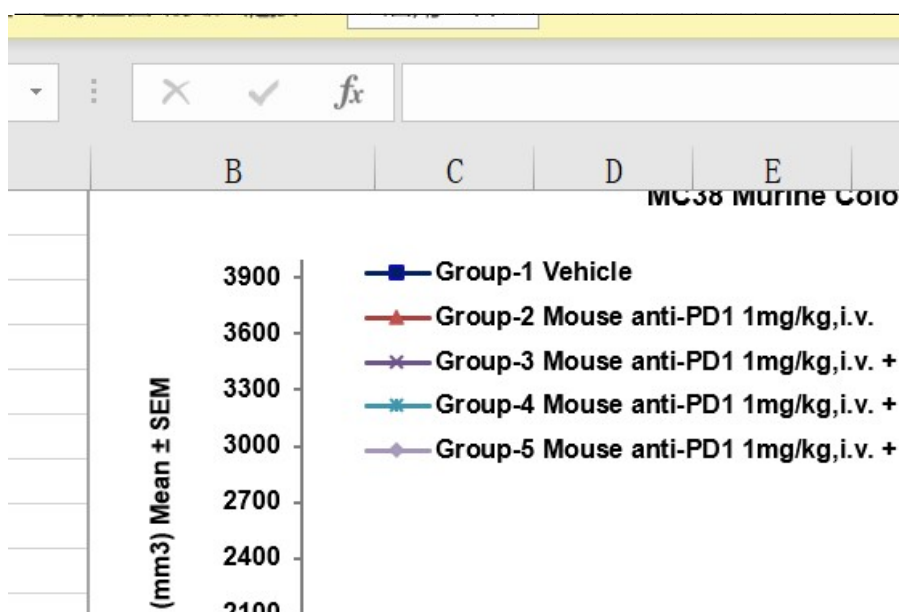 fx
B C D E
MC38 Murine Colo
3900
Group-1 Vehicle
3600
Group-2 Mouse anti-PD1 1mg/kg,i.v.
Group-3 Mouse anti-PD1 1mg/kg,i.v. +
3300
Group-4 Mouse anti-PD1 1mg/kg,i.v. +
3000
Group-5 Mouse anti-PD1 1mg/kg,i.v. +
2700
2400
2100
(mm3) Mean ± SEM